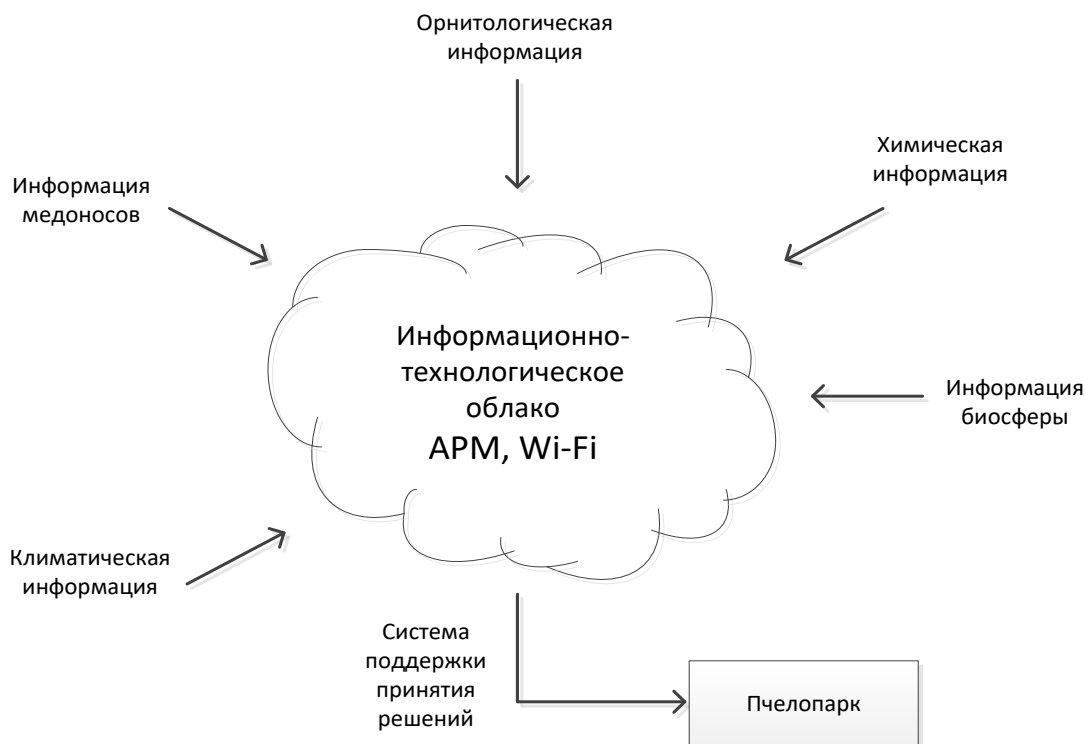 Орнитологическая
информация
Химическая
информация
Информация
медоносов
Информационно-
технологическое
облако
АРМ, Wi-Fi
Информация
биосферы
Климатическая
информация
Система
поддержки
принятия
решений
Пчелопарк